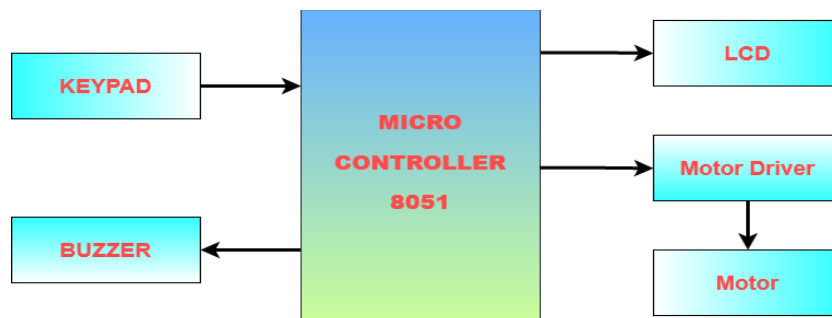 KEYPAD
BUZZER
MICRO
CONTROLLER
8051
LCD
Motor Driver
Motor